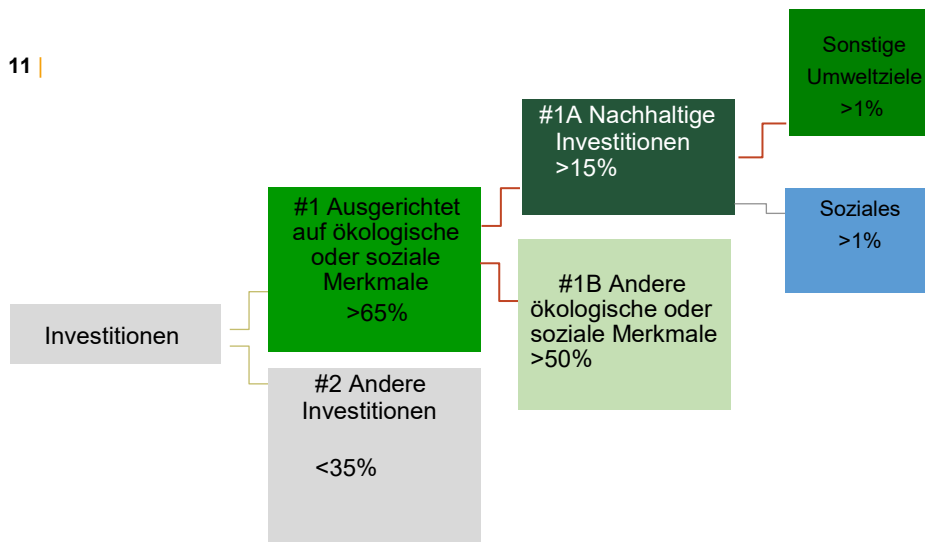 11 |
Investitionen
#1 Ausgerichtet
auf ökologische
oder soziale
Merkmale
>65%
#2 Andere
Investitionen
<35%
#1A Nachhaltige
Investitionen
>15%
#1B Andere
ökologische oder
soziale Merkmale
>50%
Sonstige
Umweltziele
>1%
Soziales
>1%